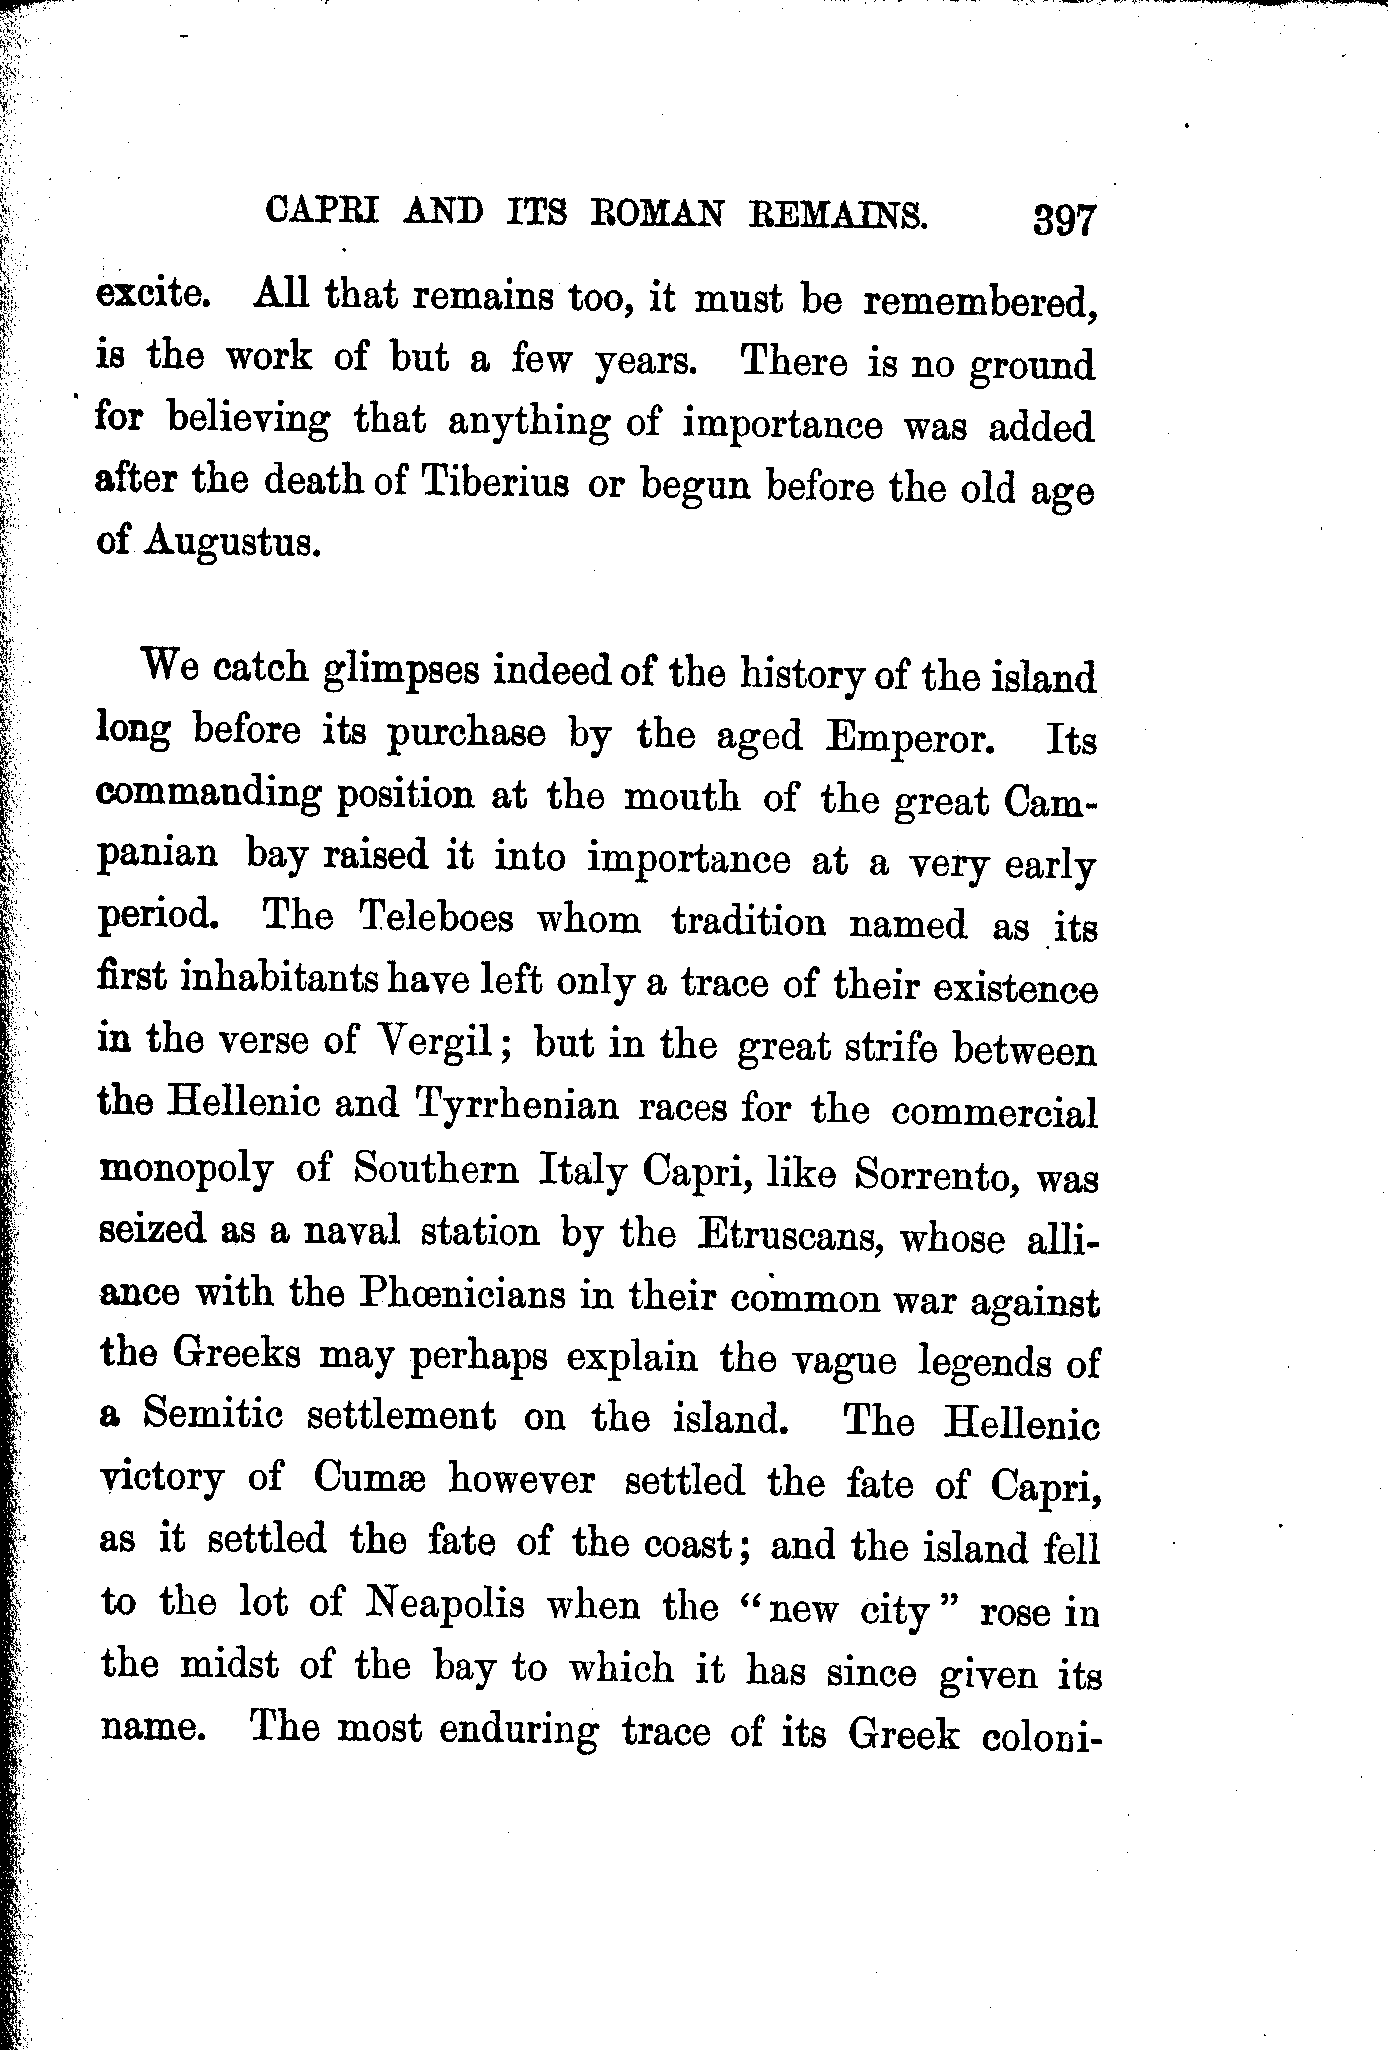 CAPRI AND ITS ROMAN REMAINS. 397
excite. All that remains too, it must be remembered,
is the work of but a few years. There is no ground
for believing that anything of importance was added
after the death of Tiberius or begun before the old age
of Augustus.
We catch glimpses indeed of the history of the island
long before its purchase by the aged Emperor. Its
commanding position at the mouth of the great Cam-
panian bay raised it into importance at a very early
period. The Teleboes whom tradition named as its
first inhabitants have left only a trace of their existence
in the verse of Vergil; but in the great strife between
the Hellenic and Tyrrhenian races for the commercial
monopoly of Southern Italy Capri, like Sorrento, was
seized as a naval station by the Etruscans, whose alli-
ance with the Phœnicians in their common war against
the Greeks may perhaps explain the vague legends of
a Semitic settlement on the island. The Hellenic
victory of Cumæ however settled the fate of Capri,
as it settled the fate of the coast; and the island fell
to the lot of Neapolis when the "new city" rose in
the midst of the bay to which it has since given its
name. The most enduring trace of its Greek coloni-